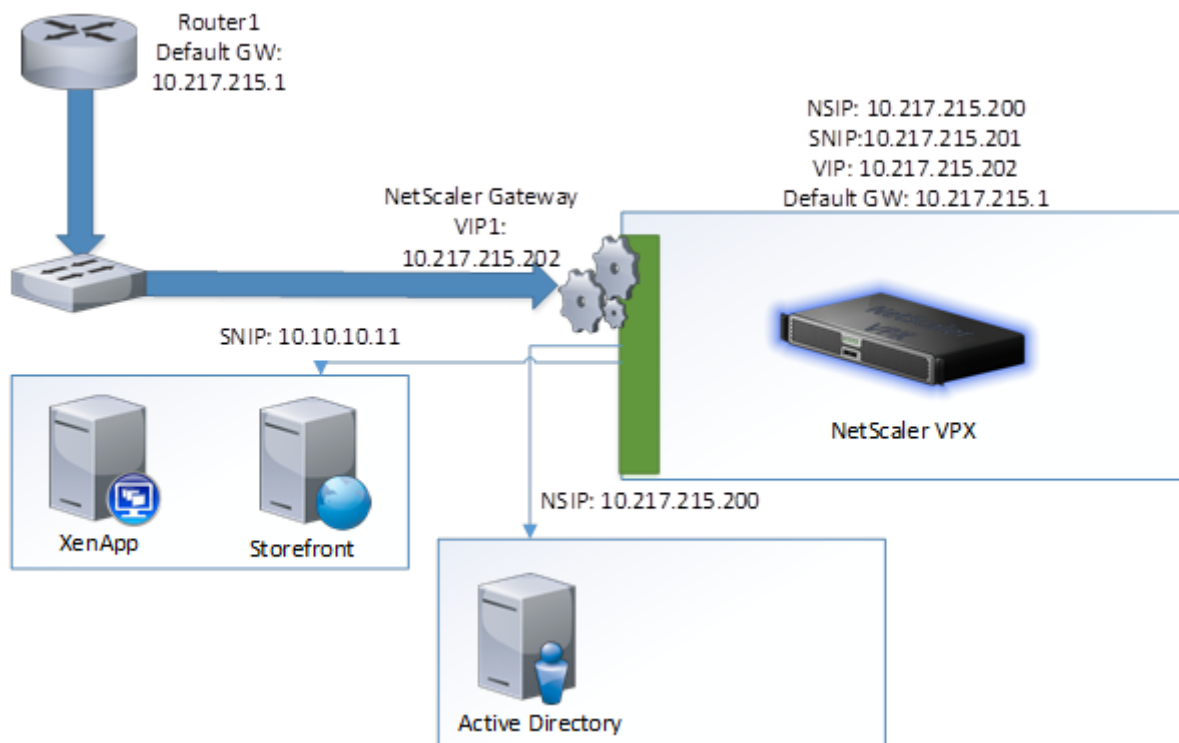 Router1
Default GW:
10.217.215.1
NSIP: 10.217.215.200
SNIP:10.217.215.201
VIP: 10.217.215.202
Default GW: 10.217.215.1
NetScaler Gateway
VIP1:
10.217.215.202
NetScaler
VPX
NetScaler VPX
SNIP: 10.10.10.11
XenApp
Storefront
NSIP: 10.217.215.200
Active Directory